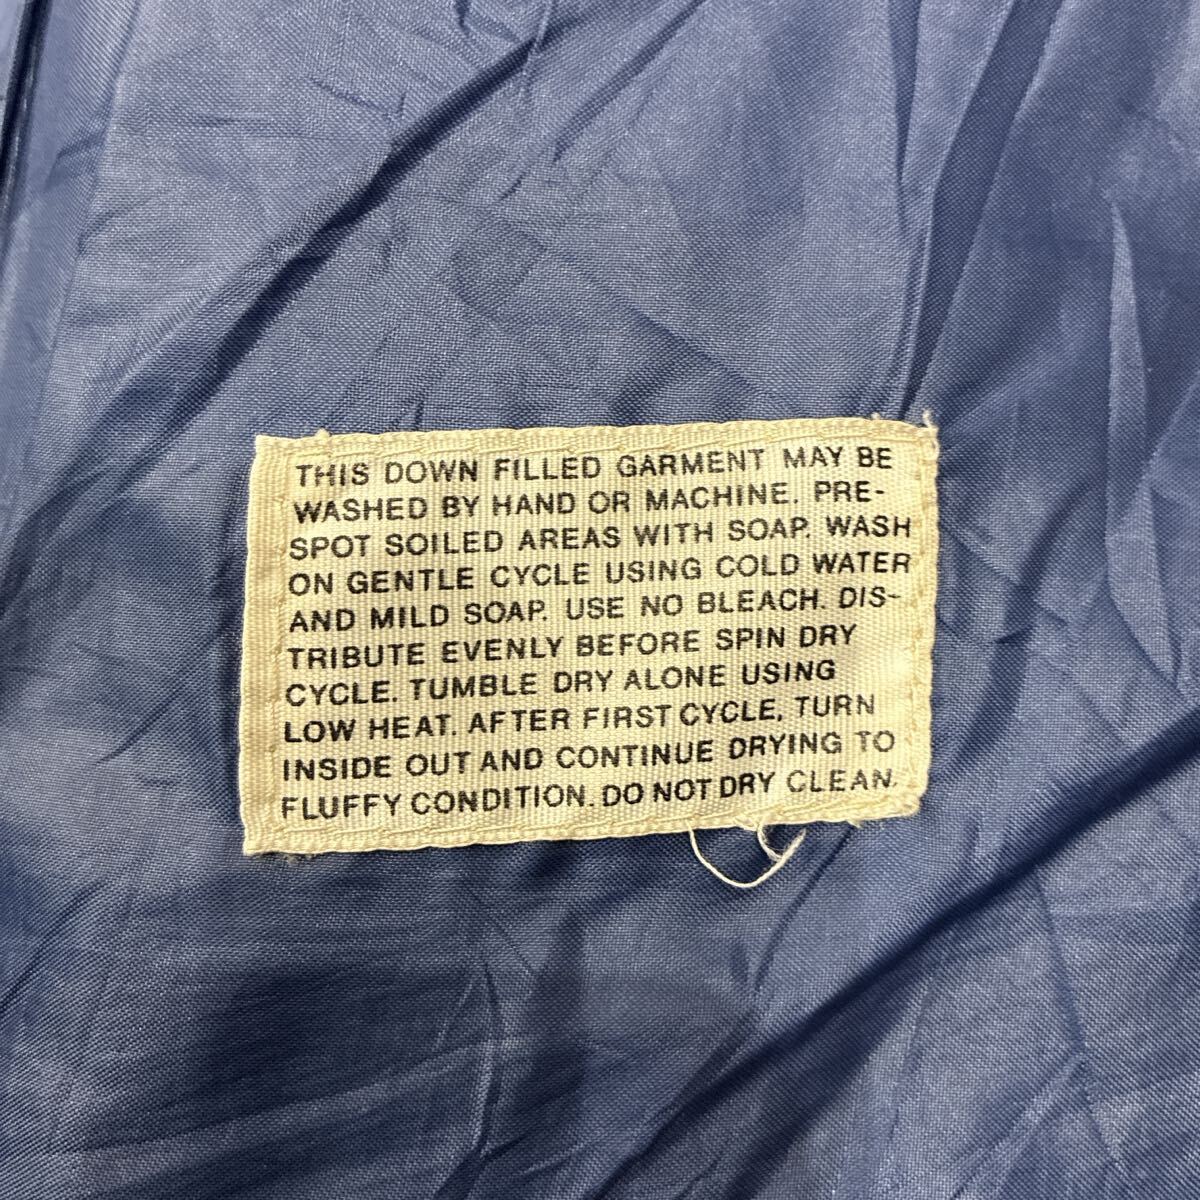 THIS DOWN FILLED GARMENT MAY BE
WASHED BY HAND OR MACHINE. PRE-
SPOT SOILED AREAS WITH SOAP. WASH
ON GENTLE CYCLE USING COLD WATER
AND MILD SOAP. USE NO BLEACH. DIS-
TRIBUTE EVENLY BEFORE SPIN DRY
CYCLE. TUMBLE DRY ALONE USING
LOW HEAT. AFTER FIRST CYCLE, TURN
INSIDE OUT AND CONTINUE DRYING TO
FLUFFY CONDITION. DO NOT DRY CLEAN.